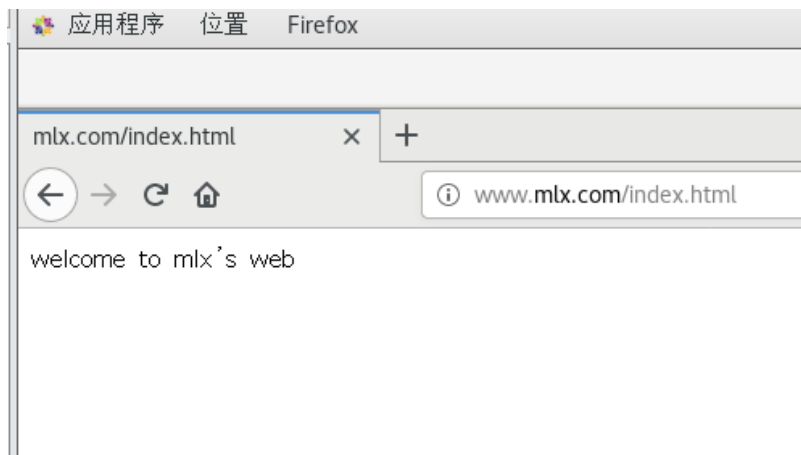 应用程序 位置 Firefox
mlx.com/index.html
www.mlx.com/index.html
welcome to mlx's web